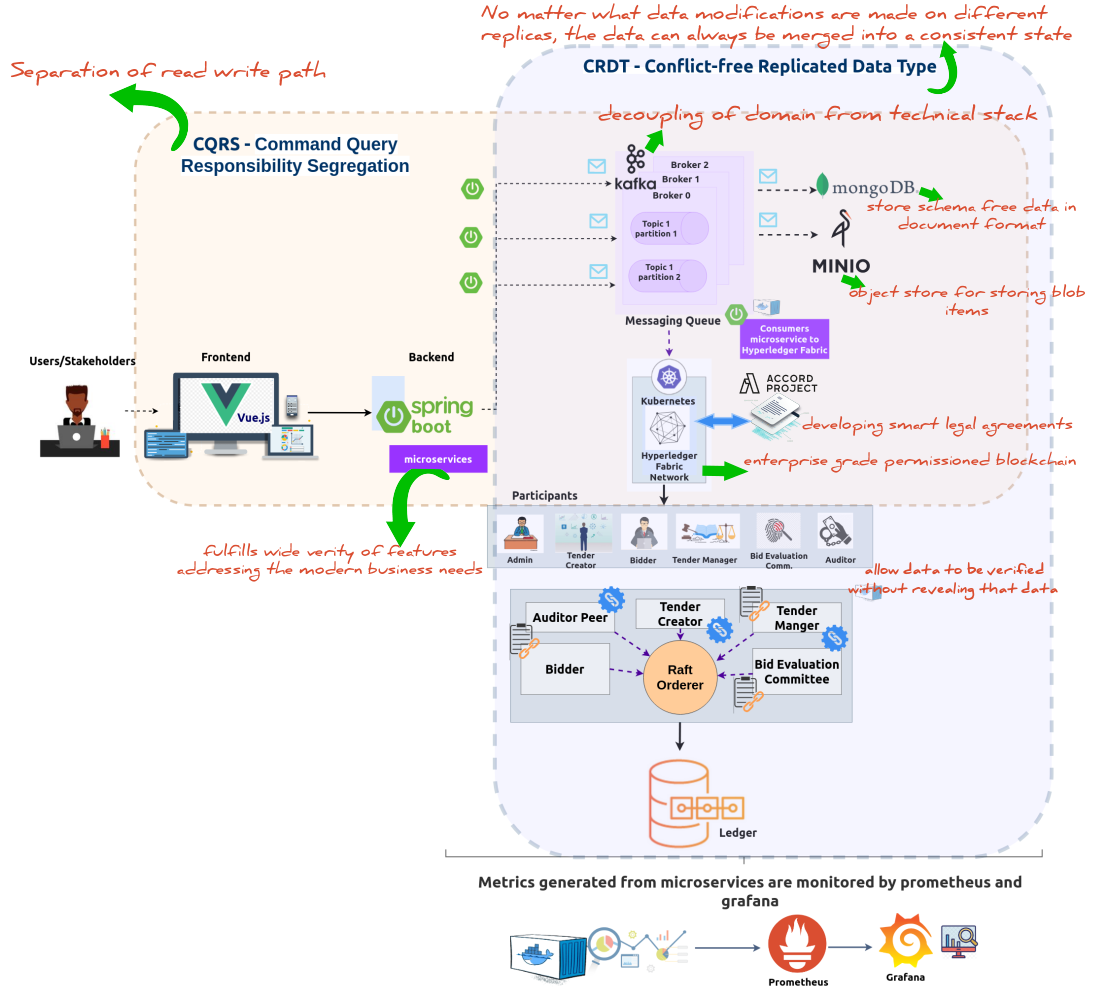 No matter what data modifications are made on different
replicas, the data can always be merged into a consistent state
Separation of read write path
CRDT - Conflict-free Replicated Data Type
decoupling of domain from technical stack
CQRS - Command Query
Responsibility Segregation
kafka
Broker 2
Broker 1
Broker 0
Topic 1
partition 1
Topic 1
partition 2
mongoDB
store schema free data in
document format
MINIO
object store for storing blob
items
Messaging Queue
Consumers
microservice to
Hyperledger Fabric
Users/Stakeholders
Frontend
Backend
Vue.js
spring
boot
microservices
Kubernetes
Hyperledger
Fabric
Network
ACCORD
PROJECT
developing smart legal agreements
enterprise grade permissioned blockchain
Participants
Admin
Tender
Creator
Bidder
Tender Manager
Bid Evaluation
Comm.
Auditor
fulfills wide verity of features
addressing the modern business needs
allow data to be verified
without revealing that data
Auditor Peer
Tender
Creator
Tender
Manger
Bidder
Raft
Orderer
Bid Evaluation
Committee
Ledger
Metrics generated from microservices are monitored by prometheus and
grafana
Prometheus
Grafana